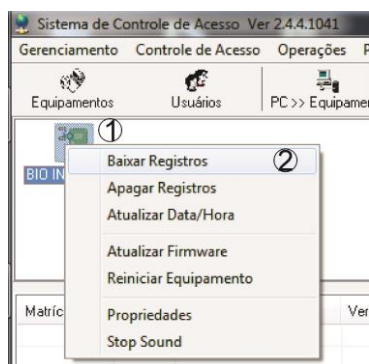 Sistema de Controle de Acesso Ver 2.4.4.1041
Gerenciamento Controle de Acesso Operações
Equipamentos Usuários PC >> Equipame
①
BIO IN
Baixar Registros ②
Apagar Registros
Atualizar Data/Hora
Atualizar Firmware
Reiniciar Equipamento
Propriedades
Stop Sound
Matríc
Ver